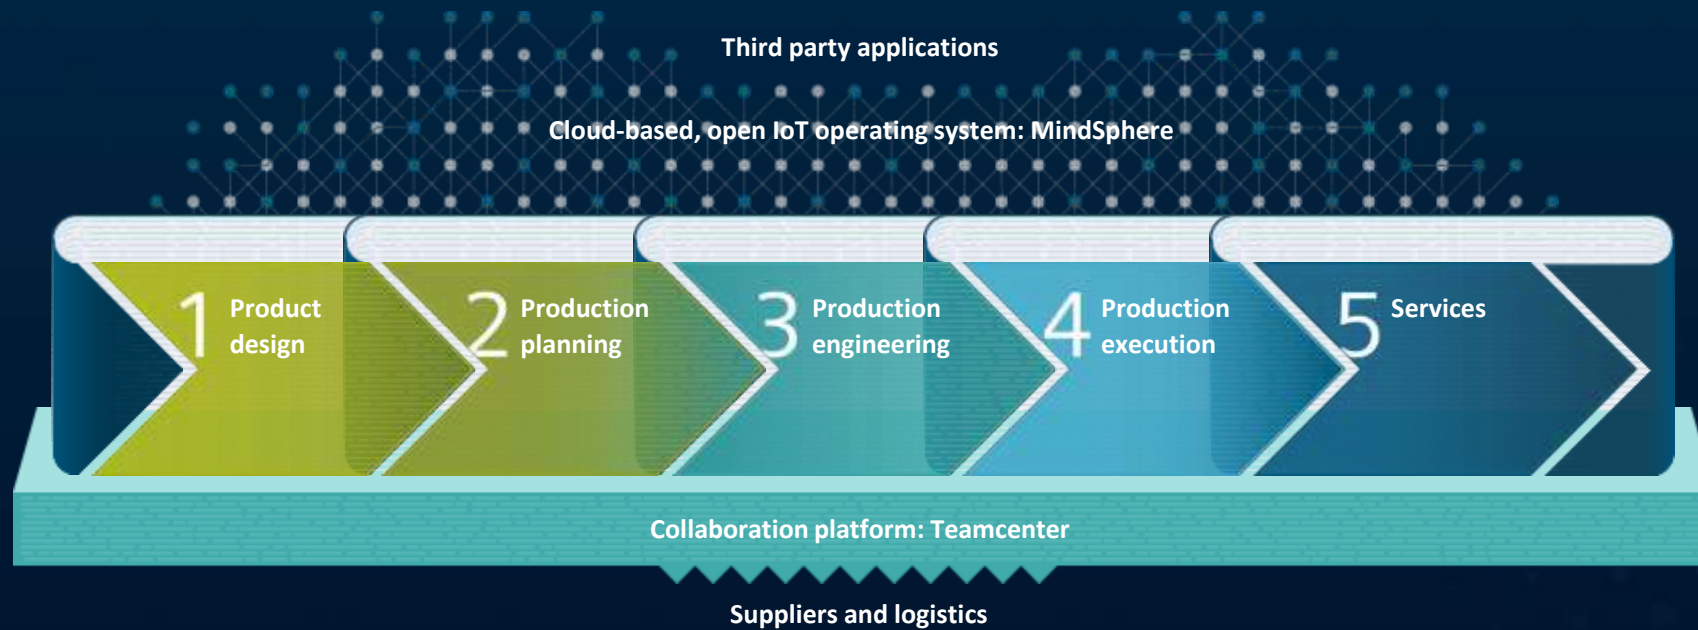 Third party applications
Cloud-based, open IoT operating system: MindSphere
1 Product
design
2 Production
planning
3 Production
engineering
4 Production
execution
5 Services
Collaboration platform: Teamcenter
Suppliers and logistics